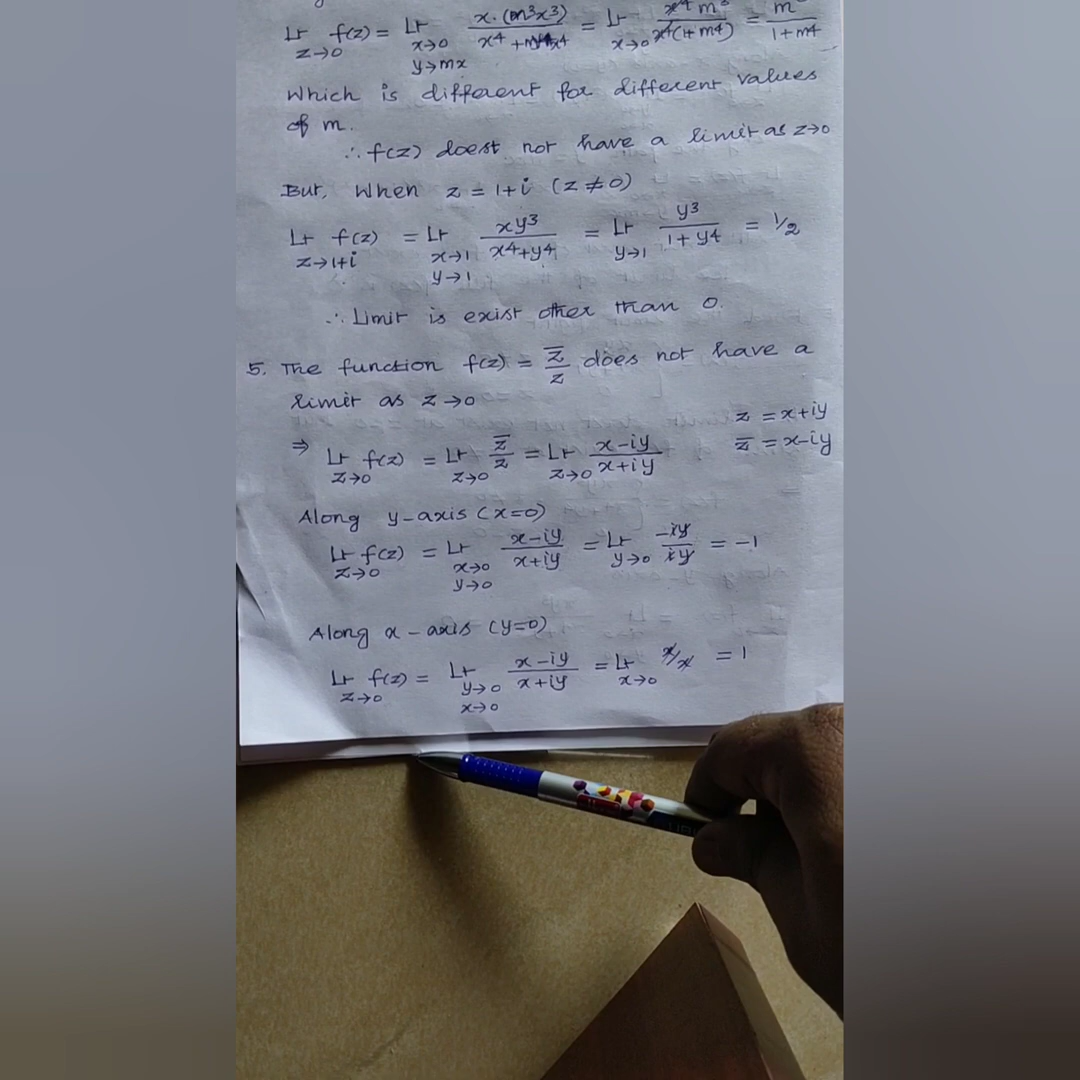 Lt f(z) = Lt x·(m³x³)/x⁴+m⁴x⁴ = Lt x⁴m³/x⁴(1+m⁴) = m³/1+m⁴
z→0 x→0 x→0
y→mx
Which is different for different values
of m.
∴ f(z) doest not have a limit as z→0
But, When z = 1+i (z≠0)
Lt f(z) = Lt xy³/x⁴+y⁴ = Lt y³/1+y⁴ = 1/2
z→1+i x→1 y→1
y→1
∴ Limit is exist other than 0.
5. The function f(z) = z̅/z does not have a
limit as z→0
z = x+iy
⇒ Lt f(z) = Lt z̅/z = Lt x-iy/x+iy z̅ = x-iy
z→0 z→0 z→0
Along y-axis (x=0)
Lt f(z) = Lt x-iy/x+iy = Lt -iy/iy = -1
z→0 x→0 y→0
y→0
Along x-axis (y=0)
Lt f(z) = Lt x-iy/x+iy = Lt x/x = 1
z→0 y→0 x→0
x→0